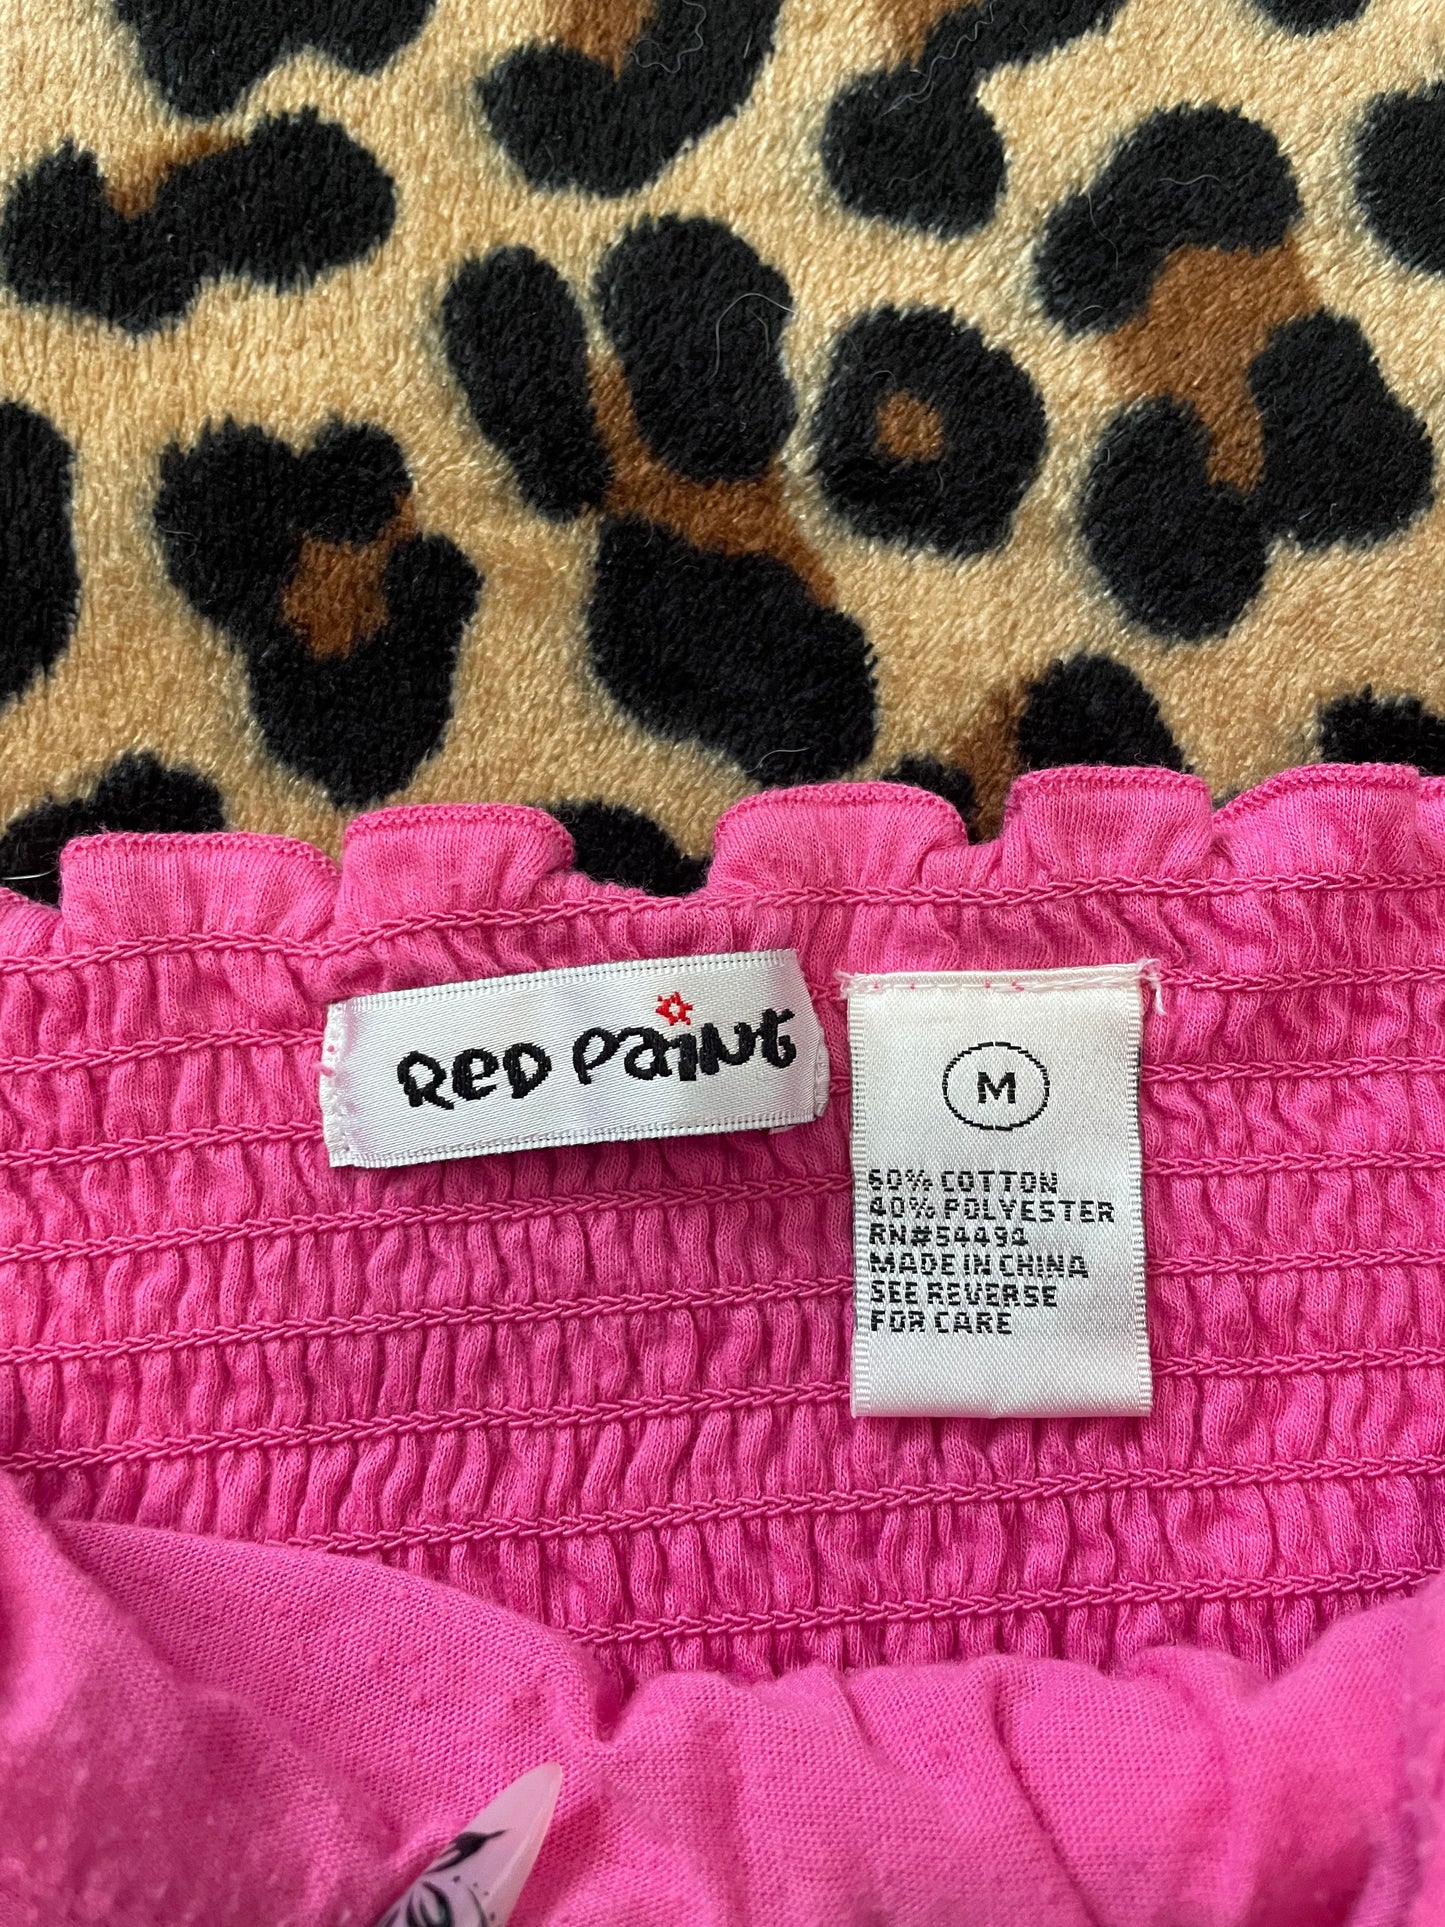 RED PAINT
M
60% COTTON
40% POLYESTER
RN#54494
MADE IN CHINA
SEE REVERSE
FOR CARE